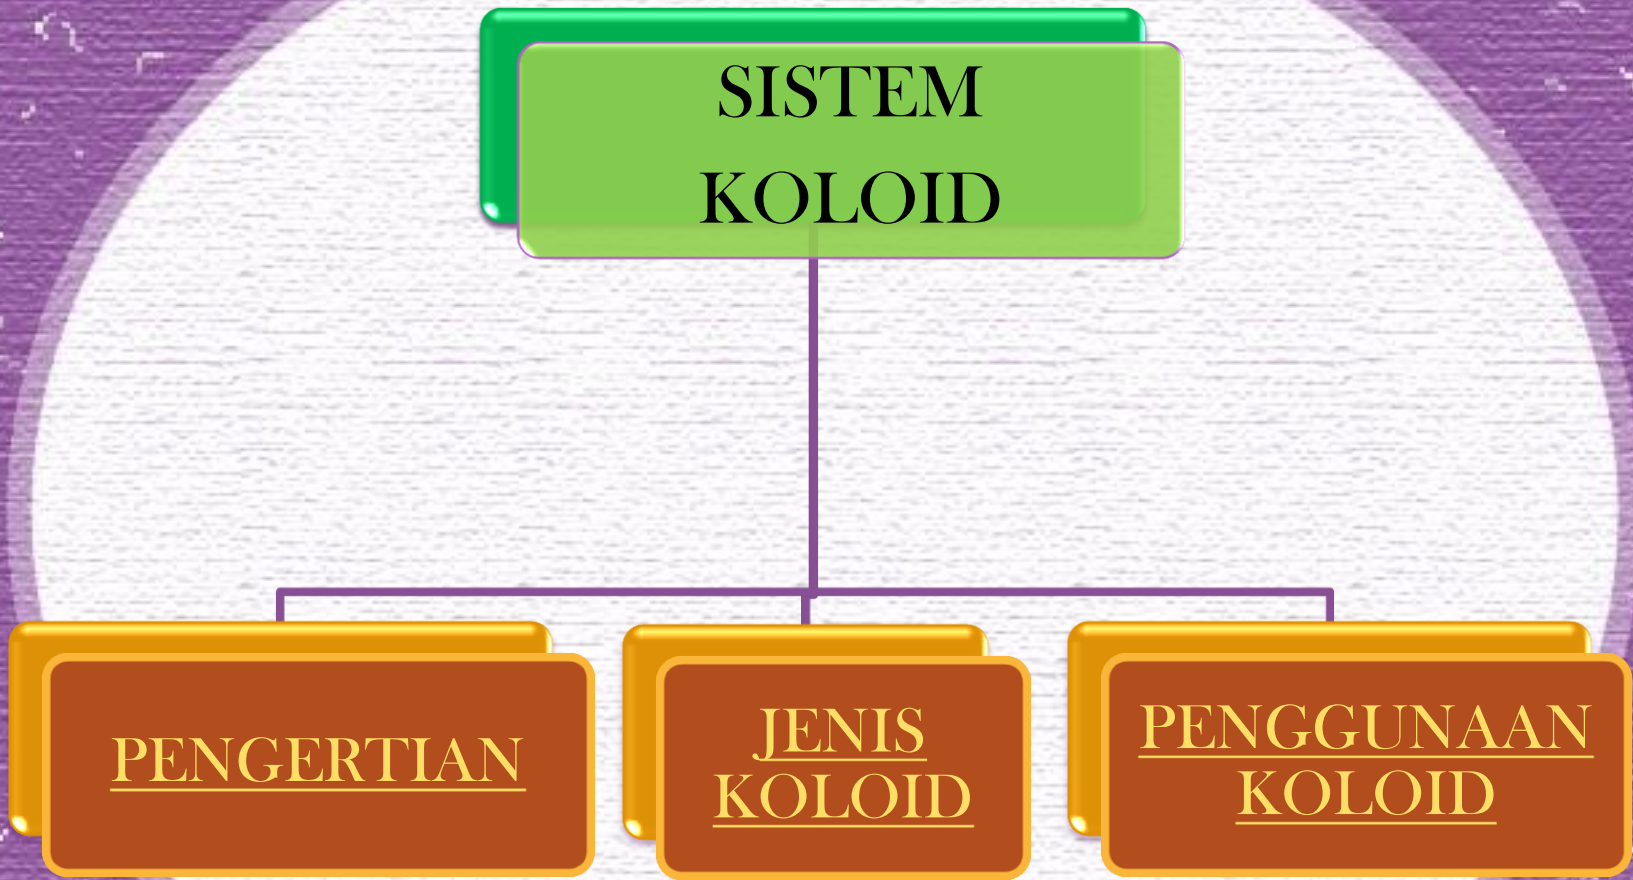 SISTEM
KOLOID
PENGERTIAN
JENIS
KOLOID
PENGGUNAAN
KOLOID